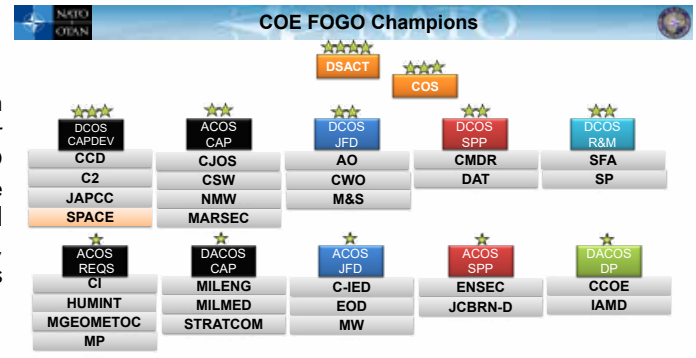 NATO
OTAN
COE FOGO Champions
DSACT
COS
DCOS
CAPDEV
CCD
C2
JAPCC
SPACE
ACOS
CAP
CJOS
CSW
NMW
MARSEC
DCOS
JFD
AO
CWO
M&S
DCOS
SPP
CMDR
DAT
DCOS
R&M
SFA
SP
ACOS
REQS
CI
HUMINT
MGEOMETOC
MP
DACOS
CAP
MILENG
MILMED
STRATCOM
ACOS
JFD
C-IED
EOD
MW
ACOS
SPP
ENSEC
JCBRN-D
DACOS
DP
CCOE
IAMD